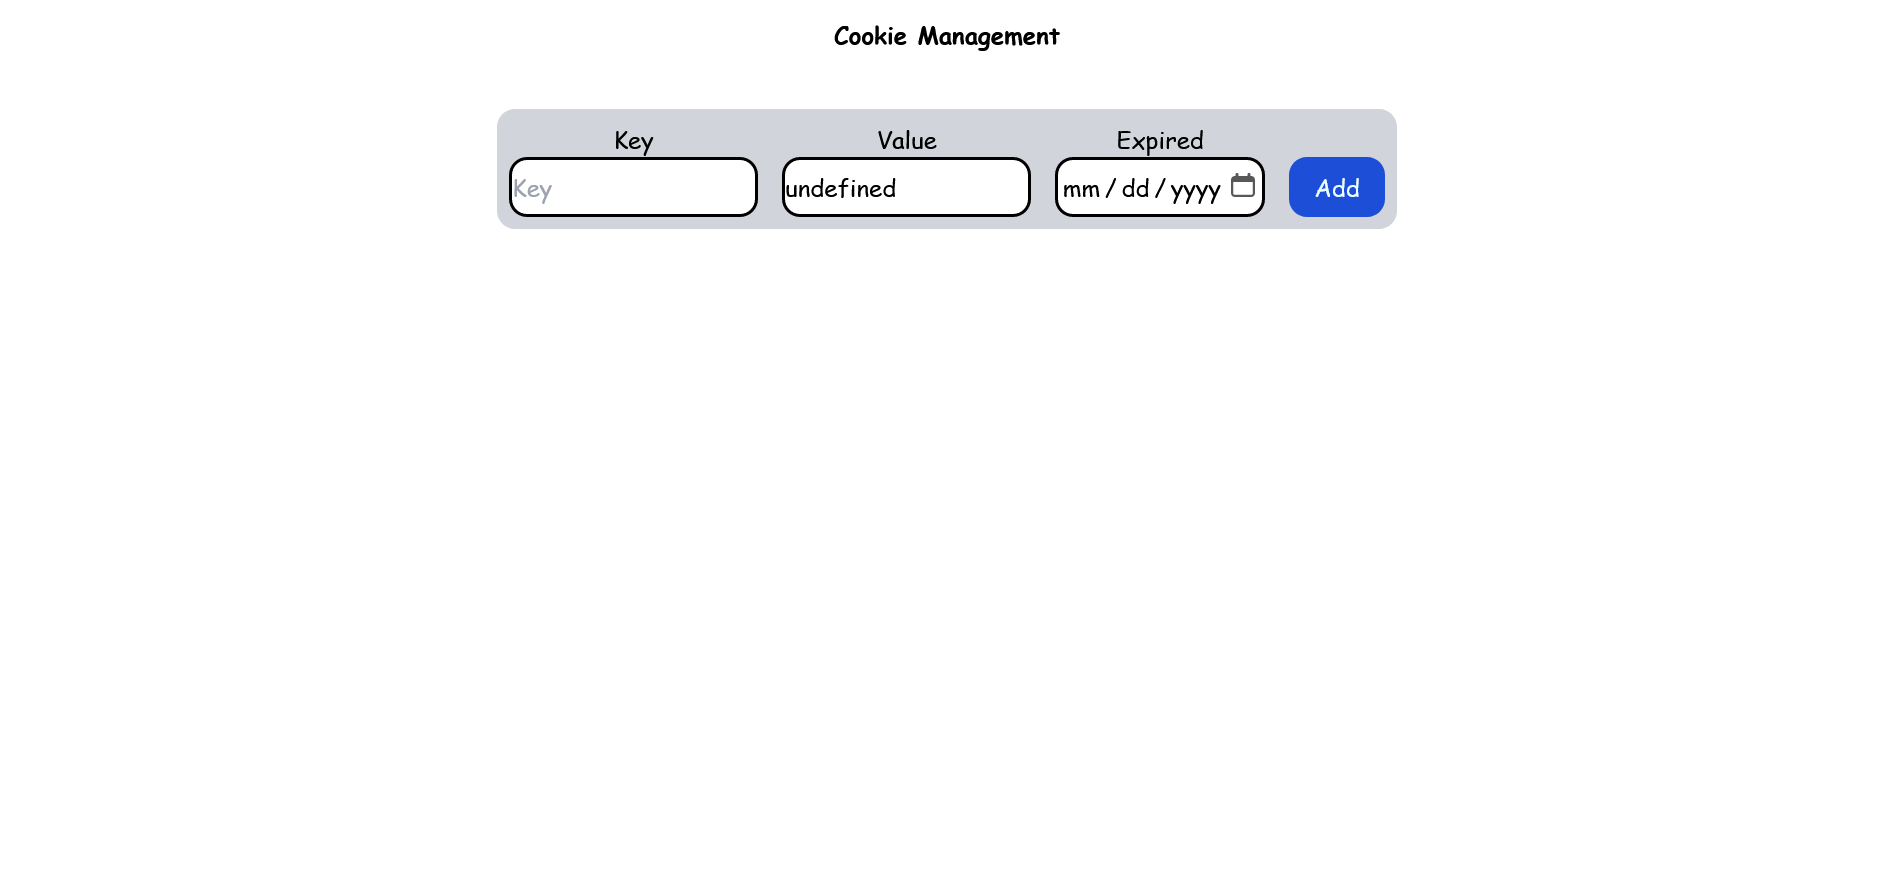 Cookie Management
Key Value Expired
Key undefined mm/dd/yyyy Add